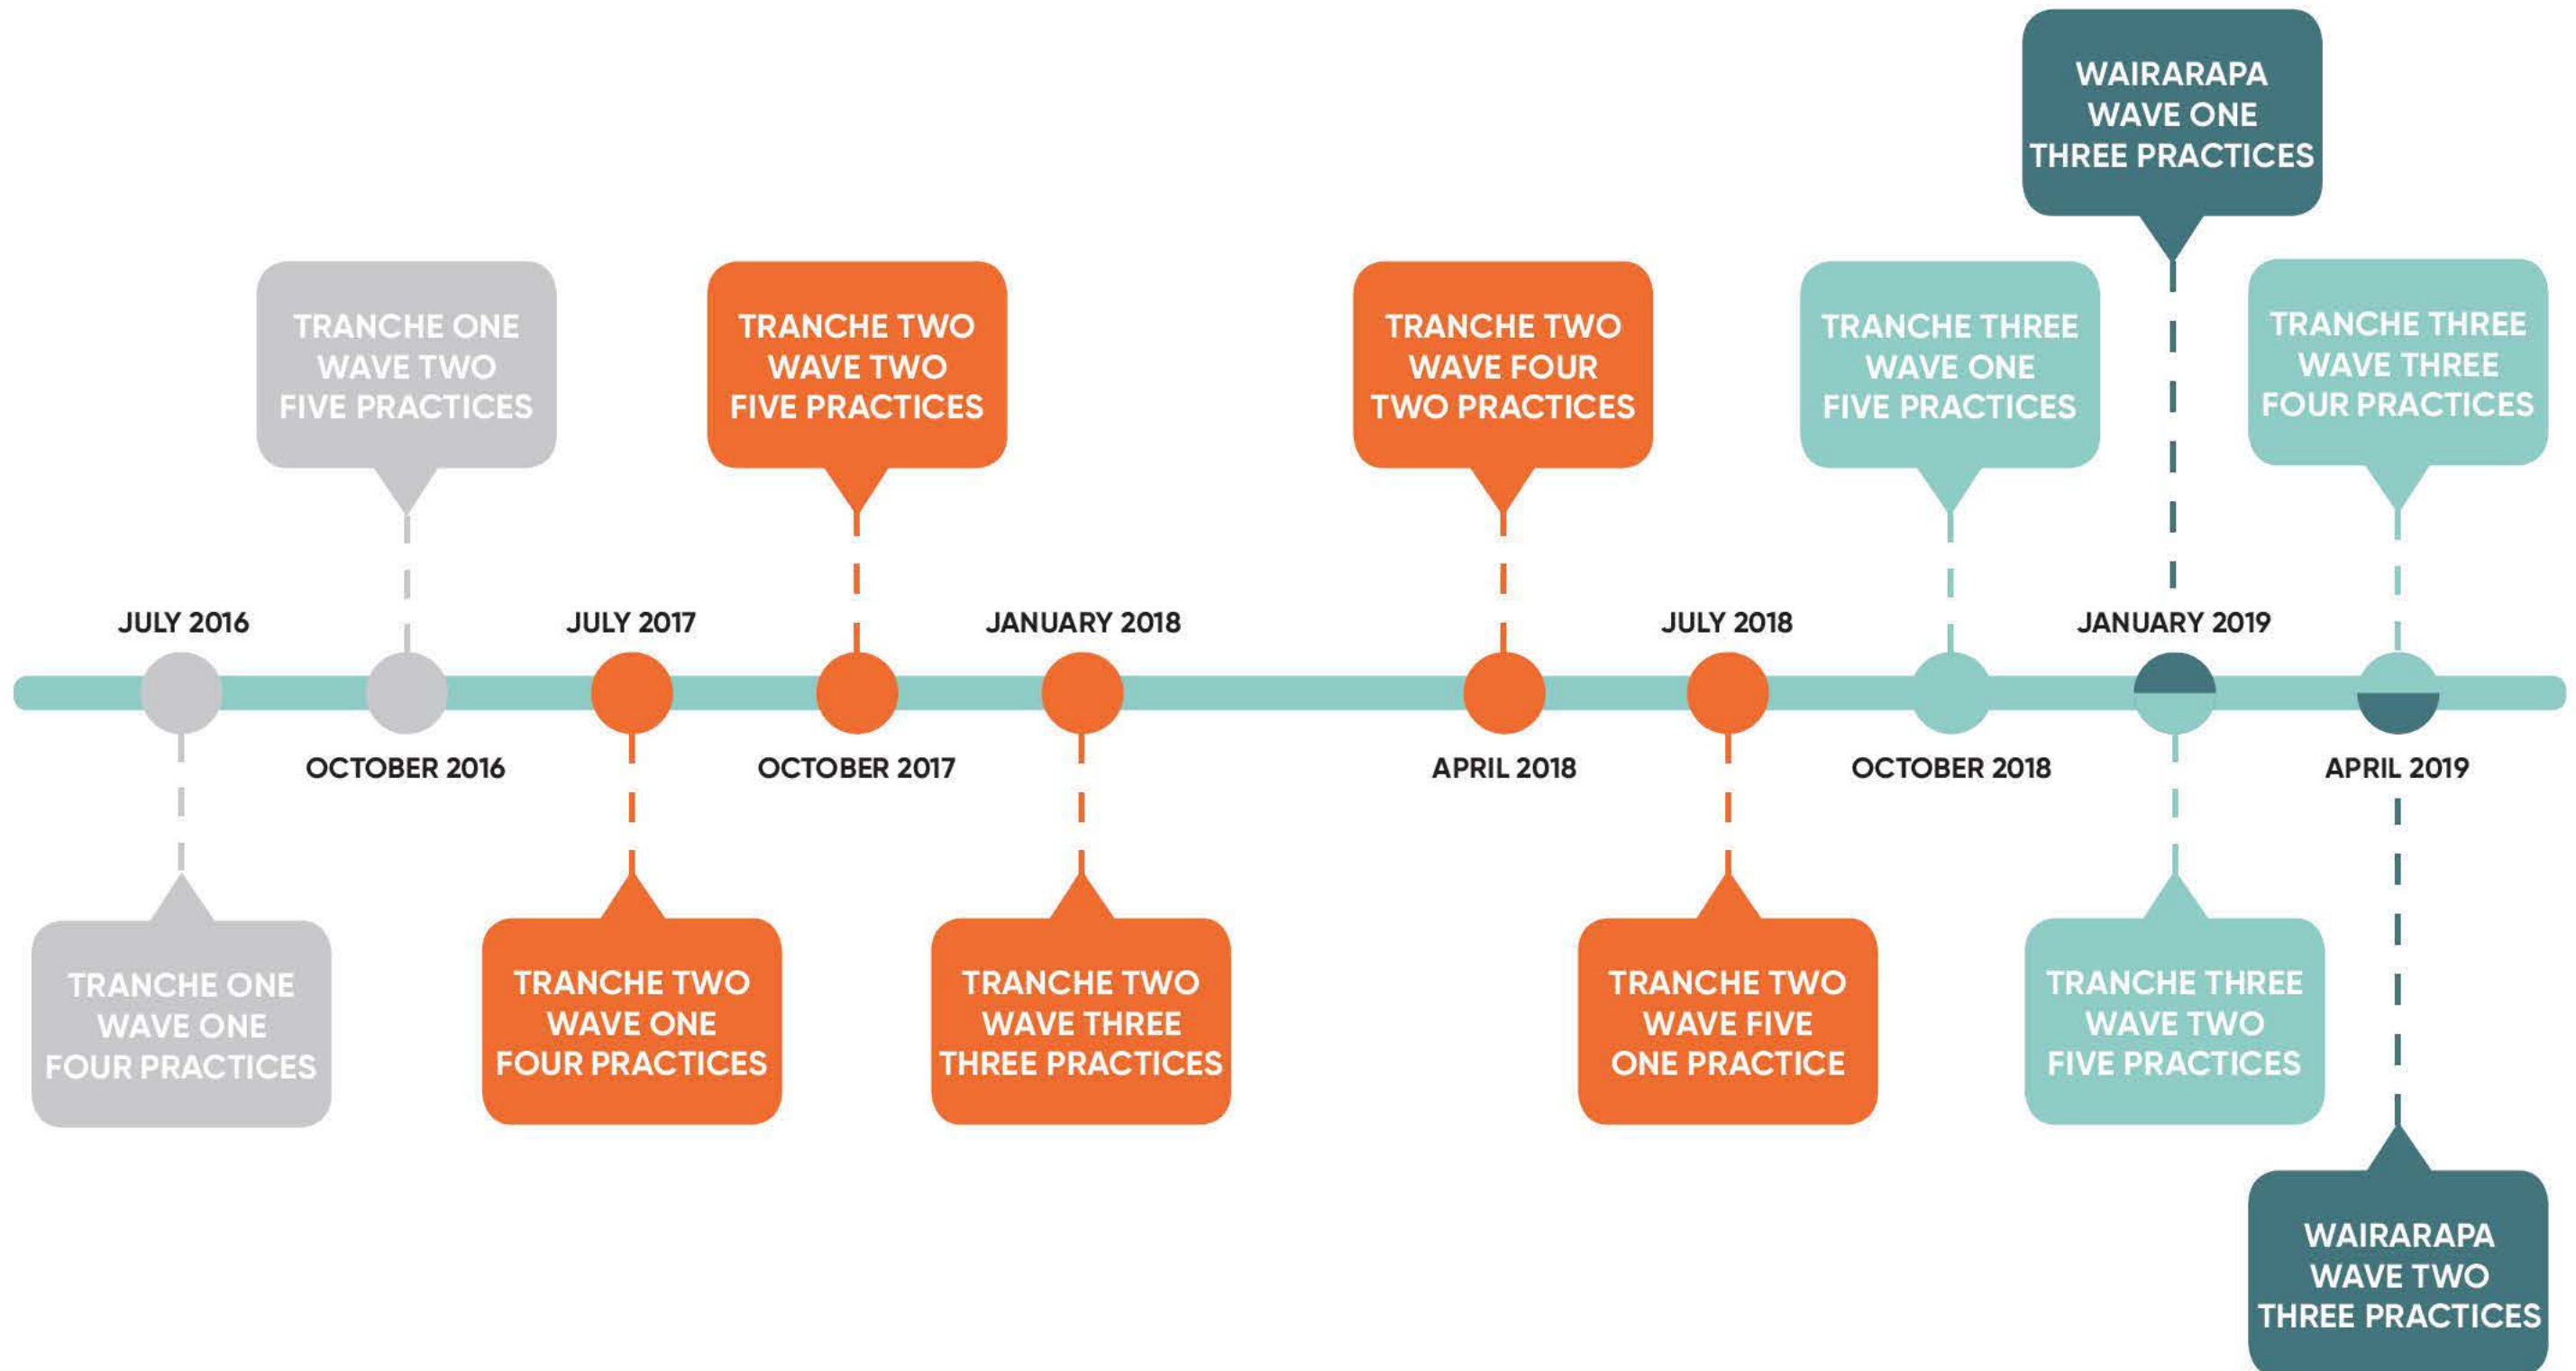 WAIRARAPA
WAVE ONE
THREE PRACTICES
TRANCHE ONE
WAVE TWO
FIVE PRACTICES
TRANCHE TWO
WAVE TWO
FIVE PRACTICES
TRANCHE TWO
WAVE FOUR
TWO PRACTICES
TRANCHE THREE
WAVE ONE
FIVE PRACTICES
TRANCHE THREE
WAVE THREE
FOUR PRACTICES
JULY 2016
JULY 2017
JANUARY 2018
JULY 2018
JANUARY 2019
OCTOBER 2016
OCTOBER 2017
APRIL 2018
OCTOBER 2018
APRIL 2019
TRANCHE ONE
WAVE ONE
FOUR PRACTICES
TRANCHE TWO
WAVE ONE
FOUR PRACTICES
TRANCHE TWO
WAVE THREE
THREE PRACTICES
TRANCHE TWO
WAVE FIVE
ONE PRACTICE
TRANCHE THREE
WAVE TWO
FIVE PRACTICES
WAIRARAPA
WAVE TWO
THREE PRACTICES